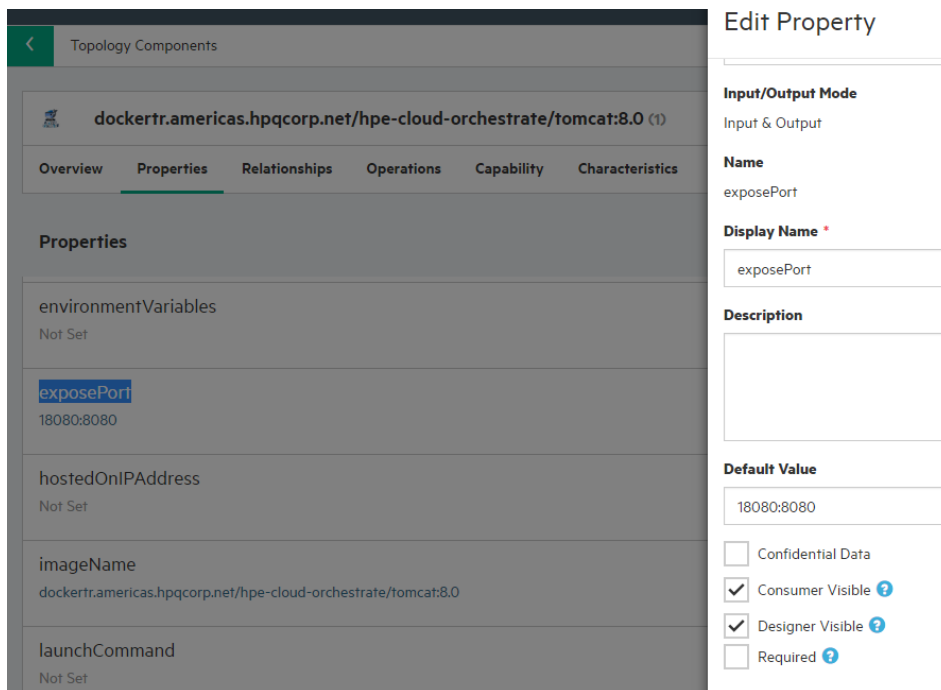 Topology Components
dockertr.americas.hpqcorp.net/hpe-cloud-orchestrate/tomcat:8.0 (1)
Overview Properties Relationships Operations Capability Characteristics
Properties
environmentVariables
Not Set
exposePort
18080:8080
hostedOnIPAddress
Not Set
imageName
dockertr.americas.hpqcorp.net/hpe-cloud-orchestrate/tomcat:8.0
launchCommand
Not Set
Edit Property
Input/Output Mode
Input & Output
Name
exposePort
Display Name *
exposePort
Description
Default Value
18080:8080
Confidential Data
Consumer Visible ?
Designer Visible ?
Required ?